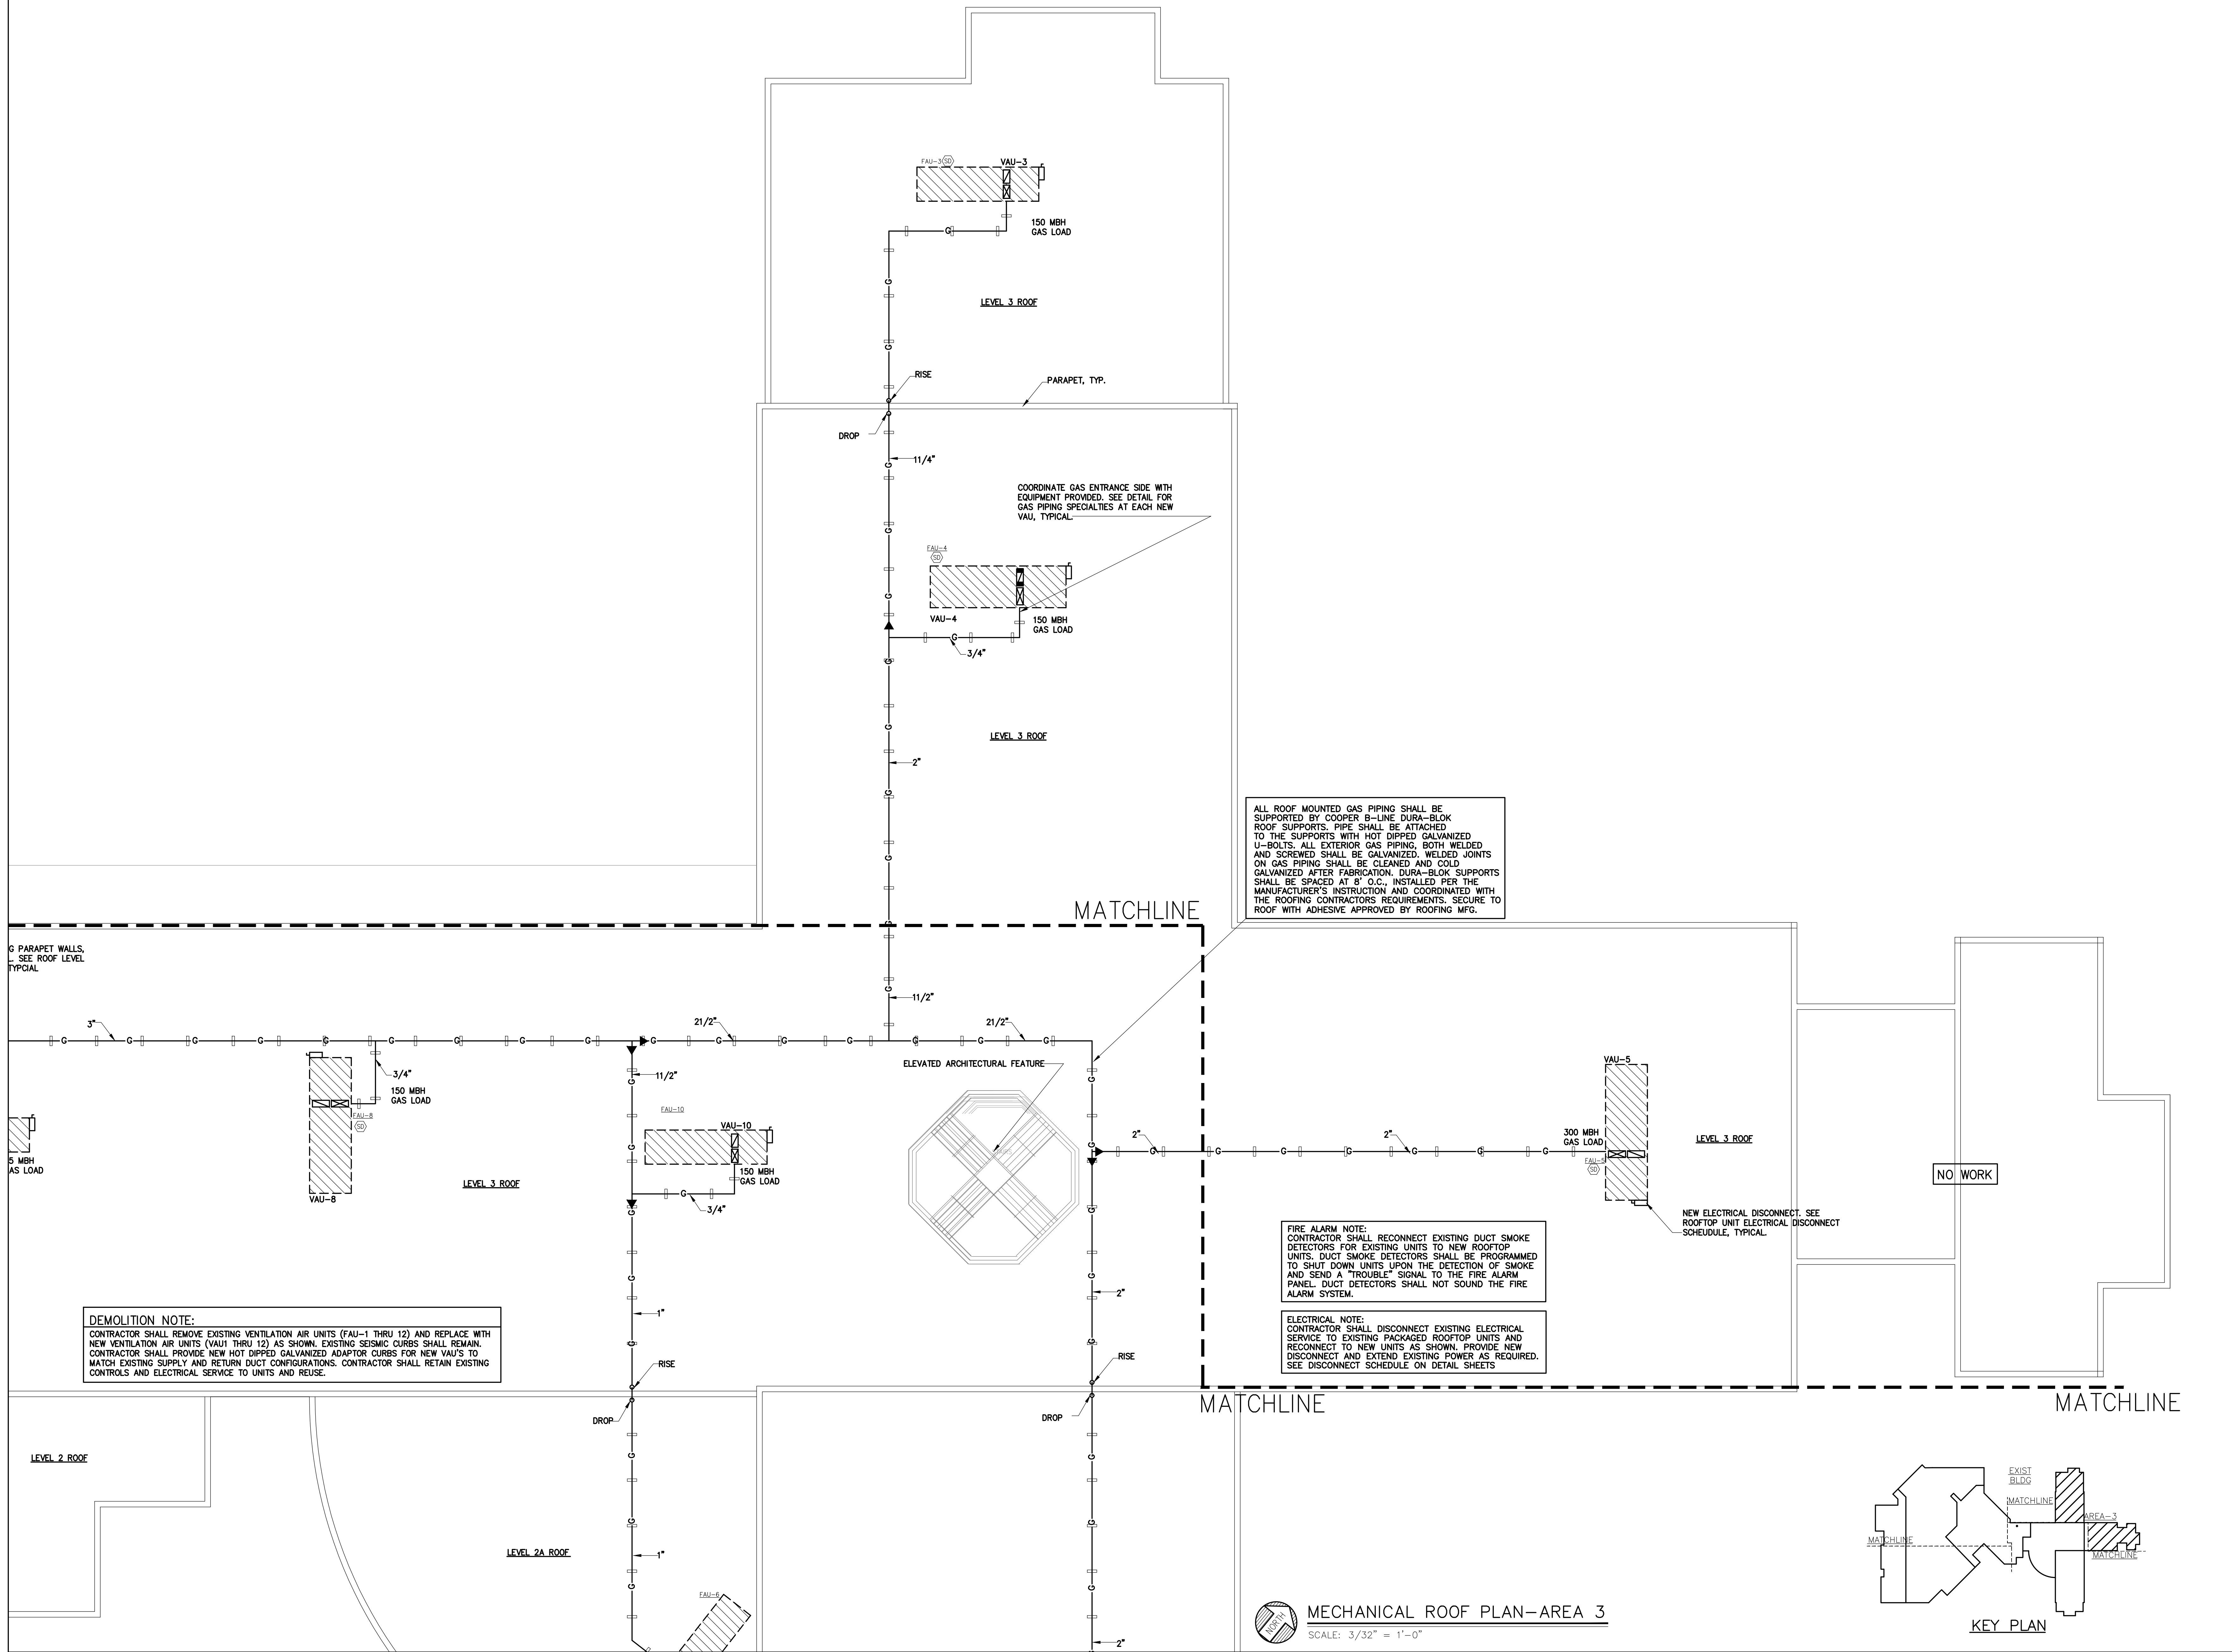 FAU-3
SD
VAU-3
150 MBH
GAS LOAD
G
G
LEVEL 3 ROOF
G
RISE
PARAPET, TYP.
DROP
11/4"
G
COORDINATE GAS ENTRANCE SIDE WITH
EQUIPMENT PROVIDED. SEE DETAIL FOR
GAS PIPING SPECIALTIES AT EACH NEW
VAU, TYPICAL.
G
FAU-4
SD
G
VAU-4
150 MBH
GAS LOAD
G
3/4"
G
G
LEVEL 3 ROOF
2"
G
ALL ROOF MOUNTED GAS PIPING SHALL BE
SUPPORTED BY COOPER B-LINE DURA-BLOK
ROOF SUPPORTS. PIPE SHALL BE ATTACHED
TO THE SUPPORTS WITH HOT DIPPED GALVANIZED
U-BOLTS. ALL EXTERIOR GAS PIPING, BOTH WELDED
AND SCREWED SHALL BE GALVANIZED. WELDED JOINTS
ON GAS PIPING SHALL BE CLEANED AND COLD
GALVANIZED AFTER FABRICATION. DURA-BLOK SUPPORTS
SHALL BE SPACED AT 8' O.C., INSTALLED PER THE
MANUFACTURER'S INSTRUCTION AND COORDINATED WITH
THE ROOFING CONTRACTORS REQUIREMENTS. SECURE TO
ROOF WITH ADHESIVE APPROVED BY ROOFING MFG.
G
MATCHLINE
G
G PARAPET WALLS,
L. SEE ROOF LEVEL
TYPCIAL
G
11/2"
3"
21/2"
21/2"
G G G G G G G G G G G G G G G G
ELEVATED ARCHITECTURAL FEATURE
VAU-5
3/4"
11/2"
G
G
150 MBH
GAS LOAD
FAU-8
SD
FAU-10
VAU-10
G
G
2"
2"
300 MBH
GAS LOAD
LEVEL 3 ROOF
G G G G G G G
FAU-5
SD
5 MBH
AS LOAD
150 MBH
GAS LOAD
NO WORK
LEVEL 3 ROOF
VAU-8
G
3/4"
G
G
NEW ELECTRICAL DISCONNECT. SEE
ROOFTOP UNIT ELECTRICAL DISCONNECT
SCHEUDULE, TYPICAL.
FIRE ALARM NOTE:
CONTRACTOR SHALL RECONNECT EXISTING DUCT SMOKE
DETECTORS FOR EXISTING UNITS TO NEW ROOFTOP
UNITS. DUCT SMOKE DETECTORS SHALL BE PROGRAMMED
TO SHUT DOWN UNITS UPON THE DETECTION OF SMOKE
AND SEND A "TROUBLE" SIGNAL TO THE FIRE ALARM
PANEL. DUCT DETECTORS SHALL NOT SOUND THE FIRE
ALARM SYSTEM.
G
G
2"
1"
DEMOLITION NOTE:
CONTRACTOR SHALL REMOVE EXISTING VENTILATION AIR UNITS (FAU-1 THRU 12) AND REPLACE WITH
NEW VENTILATION AIR UNITS (VAU1 THRU 12) AS SHOWN. EXISTING SEISMIC CURBS SHALL REMAIN.
CONTRACTOR SHALL PROVIDE NEW HOT DIPPED GALVANIZED ADAPTOR CURBS FOR NEW VAU'S TO
MATCH EXISTING SUPPLY AND RETURN DUCT CONFIGURATIONS. CONTRACTOR SHALL RETAIN EXISTING
CONTROLS AND ELECTRICAL SERVICE TO UNITS AND REUSE.
ELECTRICAL NOTE:
CONTRACTOR SHALL DISCONNECT EXISTING ELECTRICAL
SERVICE TO EXISTING PACKAGED ROOFTOP UNITS AND
RECONNECT TO NEW UNITS AS SHOWN. PROVIDE NEW
DISCONNECT AND EXTEND EXISTING POWER AS REQUIRED.
SEE DISCONNECT SCHEDULE ON DETAIL SHEETS
G
G
RISE
RISE
DROP
DROP
MATCHLINE
MATCHLINE
LEVEL 2 ROOF
G
G
G
G
LEVEL 2A ROOF
1"
G
G
FAU-6
2"
NORTH
MECHANICAL ROOF PLAN-AREA 3
SCALE: 3/32" = 1'-0"
EXIST
BLDG
MATCHLINE
AREA-3
MATCHLINE
MATCHLINE
KEY PLAN